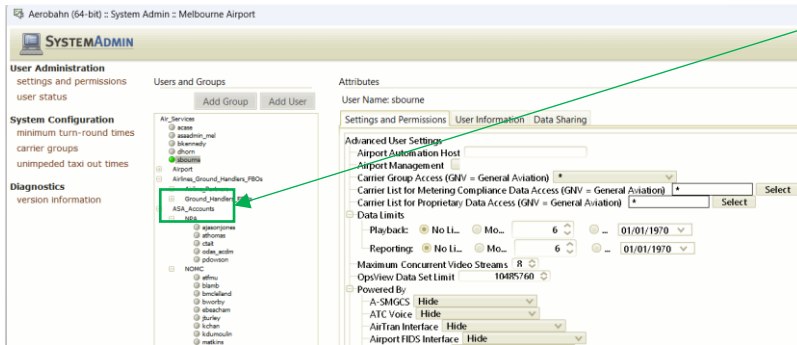 Aerobahn (64-bit) :: System Admin :: Melbourne Airport
SYSTEMADMIN
User Administration
settings and permissions
user status
System Configuration
minimum turn-round times
carrier groups
unimpeded taxi out times
Diagnostics
version information
Users and Groups
Add Group Add User
Air_Services
acase
asaadmin_mel
bkennedy
dhorn
sbourne
Airport
Airlines_Ground_Handlers_FBOs
Ground_Handlers_FBOs
ASA_Accounts
NPA
ajasonjones
athomas
ctait
odas_acdm
pdowson
NOMC
atfmu
blamb
bmclelland
bworby
ebeacham
jturley
kchan
kdumoulin
matkins
Attributes
User Name: sbourne
Settings and Permissions User Information Data Sharing
Advanced User Settings
Airport Automation Host
Airport Management
Carrier Group Access (GNV = General Aviation) *
Carrier List for Metering Compliance Data Access (GNV = General Aviation) * Select
Carrier List for Proprietary Data Access (GNV = General Aviation) * Select
Data Limits
Playback: No Li... Mo... 6 ... 01/01/1970
Reporting: No Li... Mo... 6 ... 01/01/1970
Maximum Concurrent Video Streams 8
OpsView Data Set Limit 10485760
Powered By
A-SMGCS Hide
ATC Voice Hide
AirTran Interface Hide
Airport FIDS Interface Hide